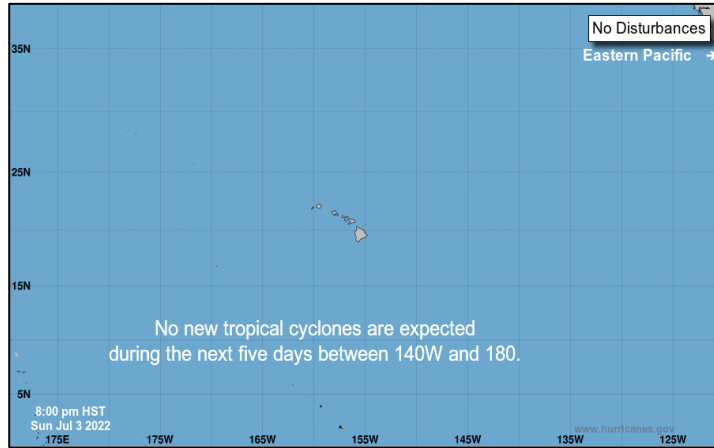 No Disturbances
35N
Eastern Pacific →
25N
15N
No new tropical cyclones are expected
during the next five days between 140W and 180.
5N
8:00 pm HST
Sun Jul 3 2022
www.hurricanes.gov
175E 175W 165W 155W 145W 135W 125W